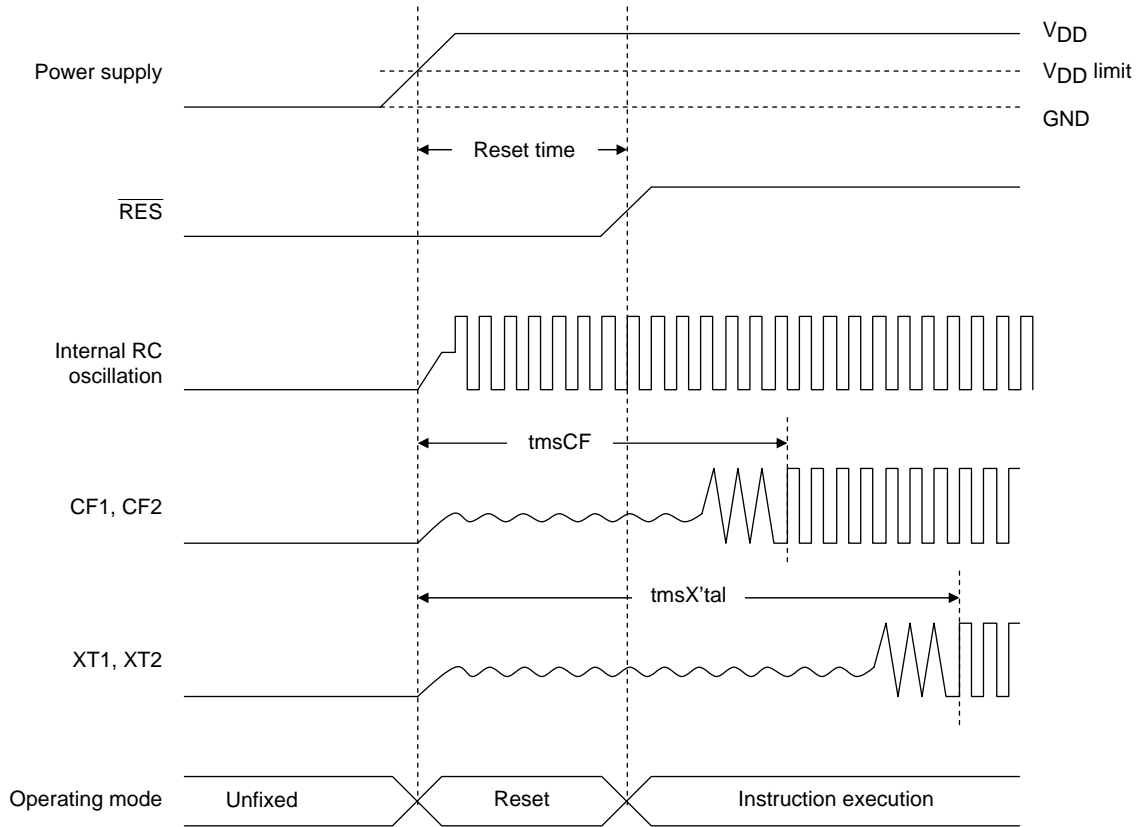 VDD
Power supply
VDD limit
GND
Reset time
RES
Internal RC
oscillation
tmsCF
CF1, CF2
tmsX'tal
XT1, XT2
Operating mode
Unfixed
Reset
Instruction execution